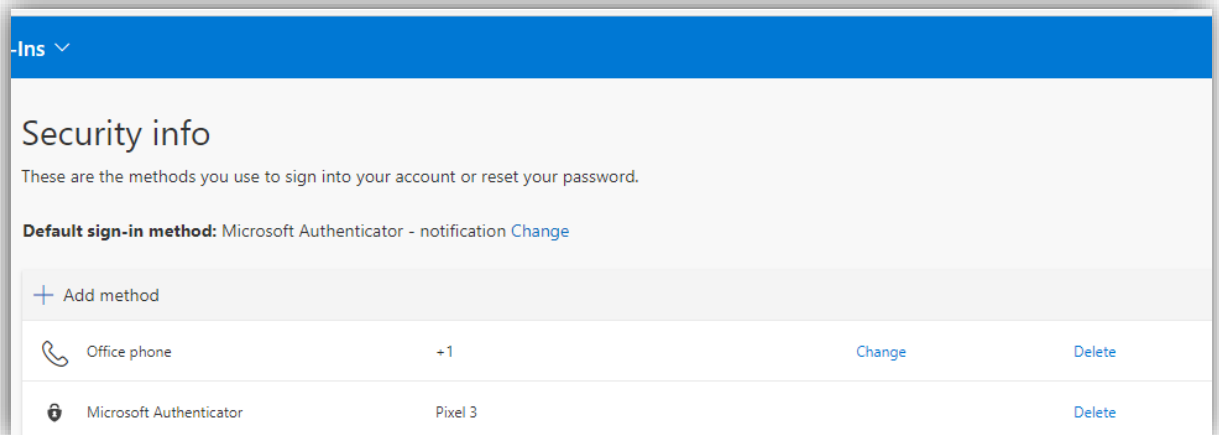 -Ins
Security info
These are the methods you use to sign into your account or reset your password.
Default sign-in method: Microsoft Authenticator - notification Change
Add method
Office phone +1 Change Delete
Microsoft Authenticator Pixel 3 Delete